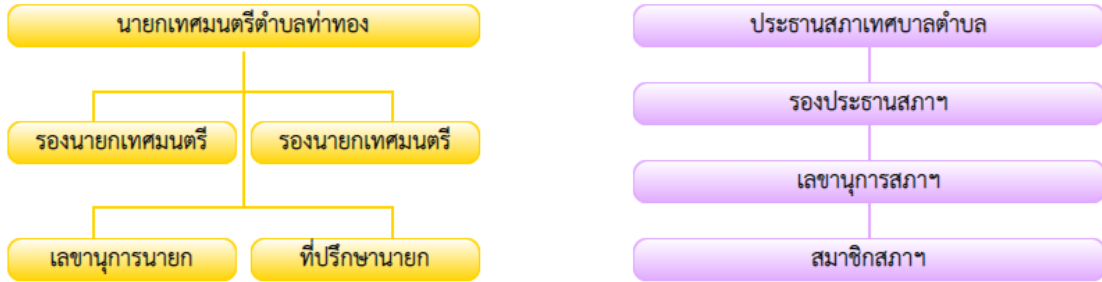 นายกเทศมนตรีตำบลท่าทอง
รองนายกเทศมนตรี
รองนายกเทศมนตรี
เลขานุการนายก
ที่ปรึกษานายก
ประธานสภาเทศบาลตำบล
รองประธานสภาฯ
เลขานุการสภาฯ
สมาชิกสภาฯ